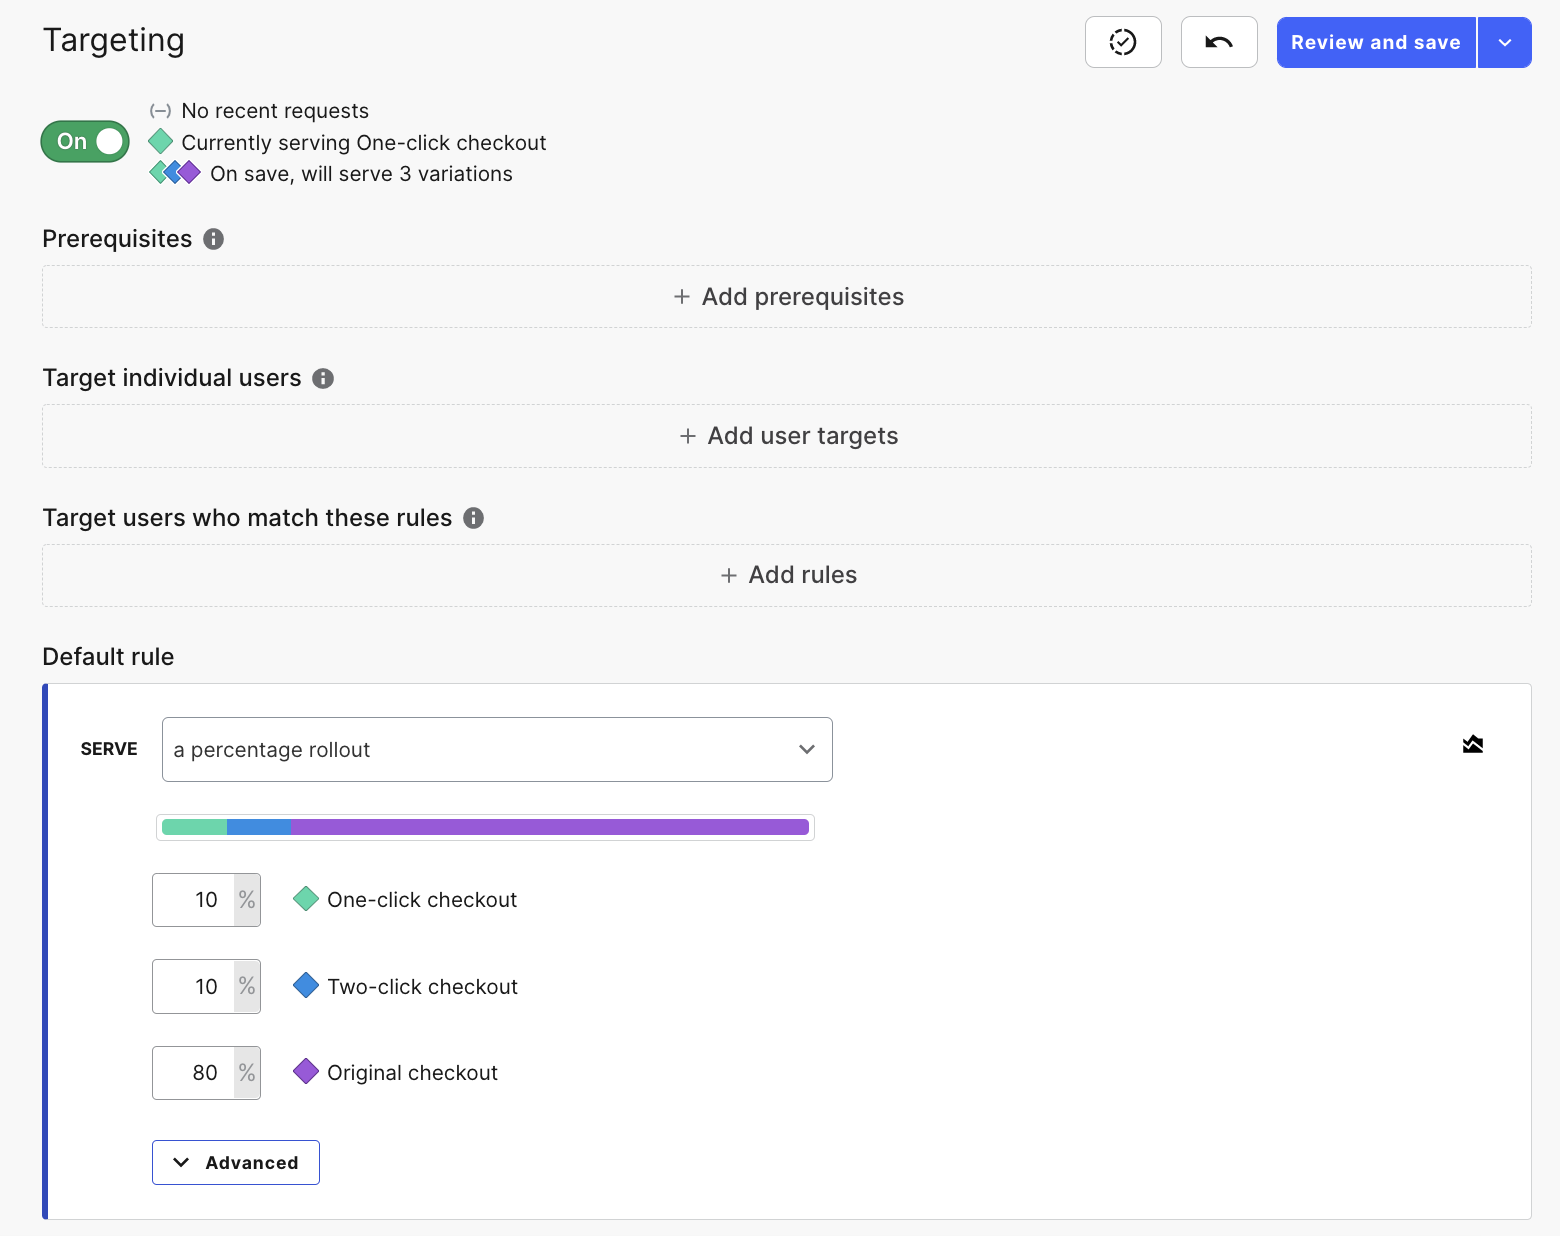 Targeting
Review and save
On
No recent requests
Currently serving One-click checkout
On save, will serve 3 variations
Prerequisites
+ Add prerequisites
Target individual users
+ Add user targets
Target users who match these rules
+ Add rules
Default rule
SERVE a percentage rollout
10 % One-click checkout
10 % Two-click checkout
80 % Original checkout
Advanced